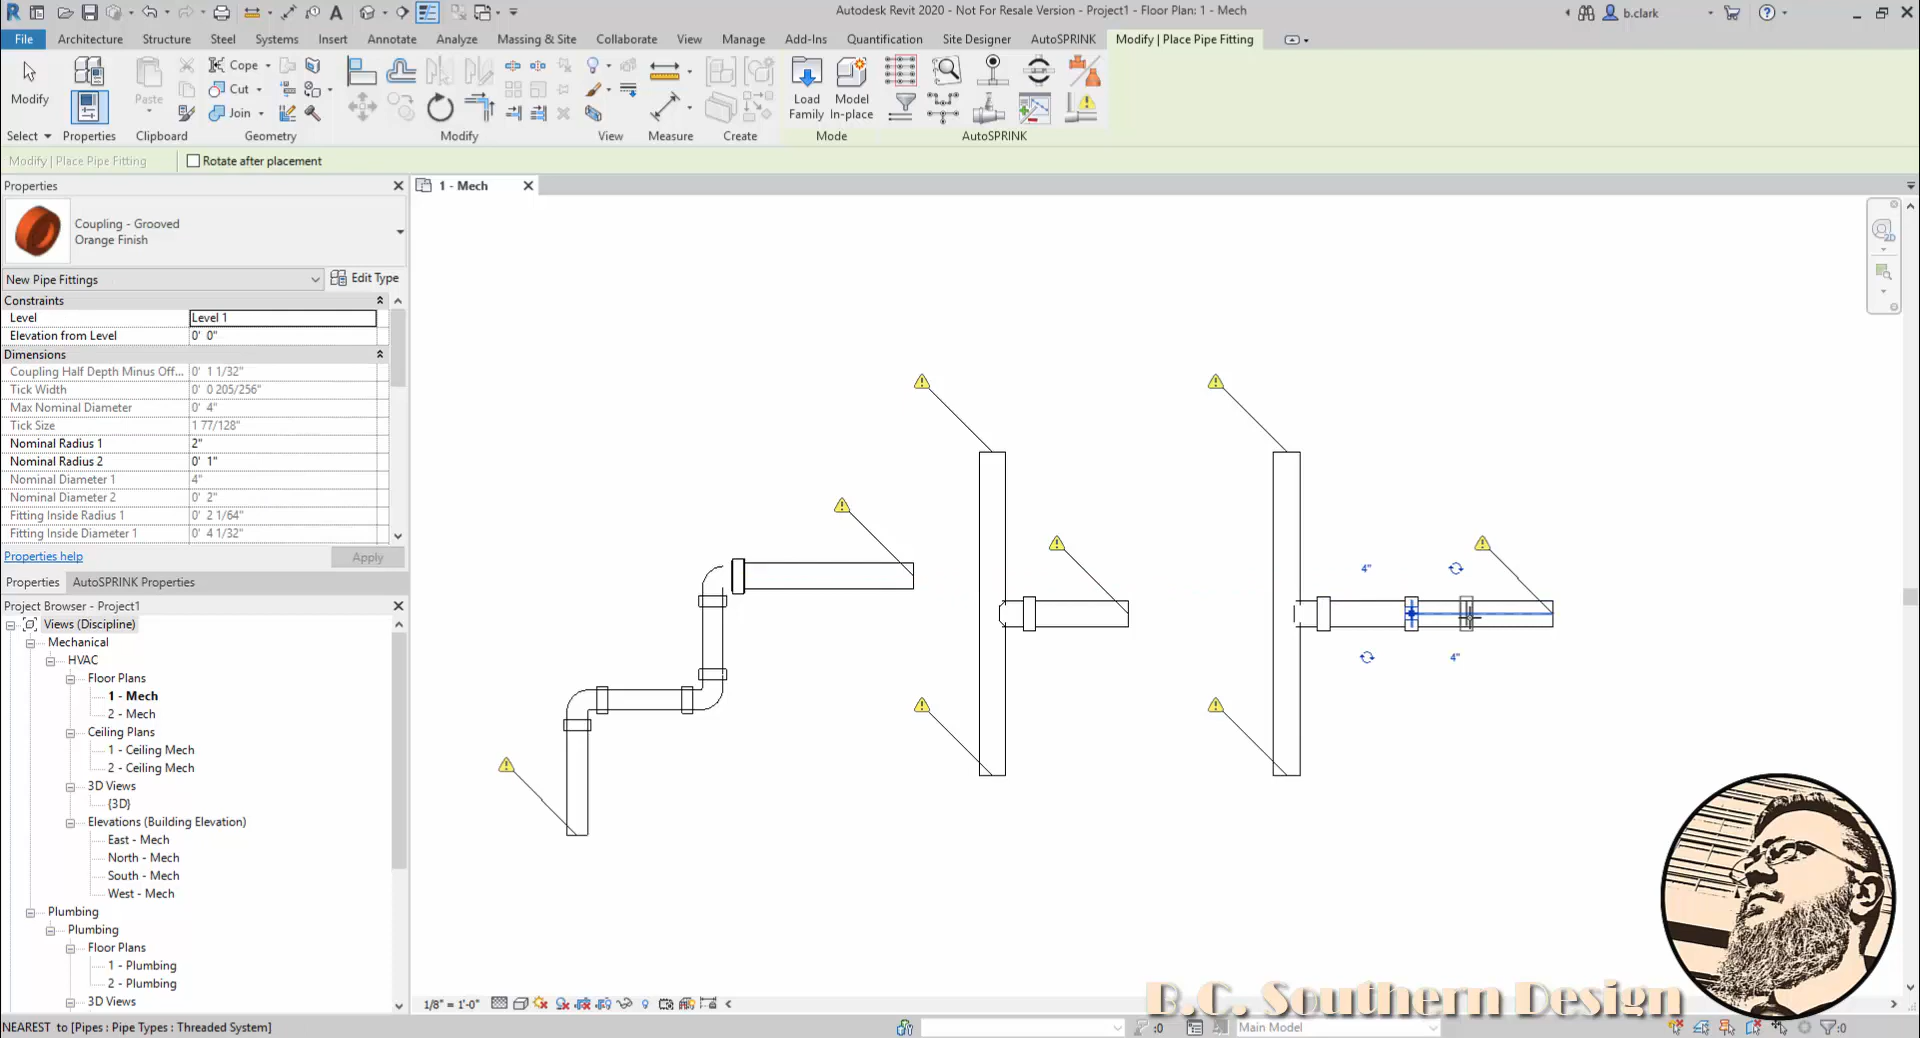 Autodesk Revit 2020 - Not For Resale Version - Project1 - Floor Plan: 1 - Mech
b.clark
File Architecture Structure Steel Systems Insert Annotate Analyze Massing & Site Collaborate View Manage Add-Ins Quantification Site Designer AutoSPRINK Modify | Place Pipe Fitting
Modify
Paste
Cope
Cut
Join
Load Family
Model In-place
Select Properties Clipboard Geometry Modify View Measure Create Mode AutoSPRINK
Modify | Place Pipe Fitting Rotate after placement
Properties
1 - Mech
Coupling - Grooved
Orange Finish
New Pipe Fittings Edit Type
Constraints
Level Level 1
Elevation from Level 0' 0"
Dimensions
Coupling Half Depth Minus Off... 0' 1 1/32"
Tick Width 0' 0 205/256"
Max Nominal Diameter 0' 4"
Tick Size 1 77/128"
Nominal Radius 1 2"
Nominal Radius 2 0' 1"
Nominal Diameter 1 4"
Nominal Diameter 2 0' 2"
Fitting Inside Radius 1 0' 2 1/64"
Fitting Inside Diameter 1 0' 4 1/32"
Properties help Apply
Properties AutoSPRINK Properties
Project Browser - Project1
Views (Discipline)
Mechanical
HVAC
Floor Plans
1 - Mech
2 - Mech
Ceiling Plans
1 - Ceiling Mech
2 - Ceiling Mech
3D Views
{3D}
Elevations (Building Elevation)
East - Mech
North - Mech
South - Mech
West - Mech
Plumbing
Plumbing
Floor Plans
1 - Plumbing
2 - Plumbing
3D Views
4"
4"
2D
B.C. Southern Design
1/8" = 1'-0"
NEAREST to [Pipes : Pipe Types : Threaded System]
:0
Main Model
:0